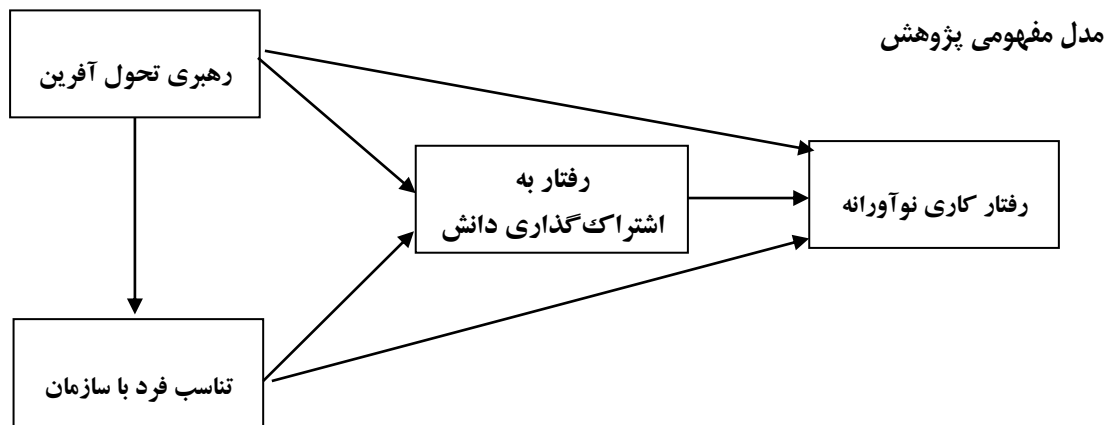 مدل مفهومی پژوهش
رهبری تحول آفرین
رفتار به
اشتراک‌گذاری دانش
رفتار کاری نوآورانه
تناسب فرد با سازمان